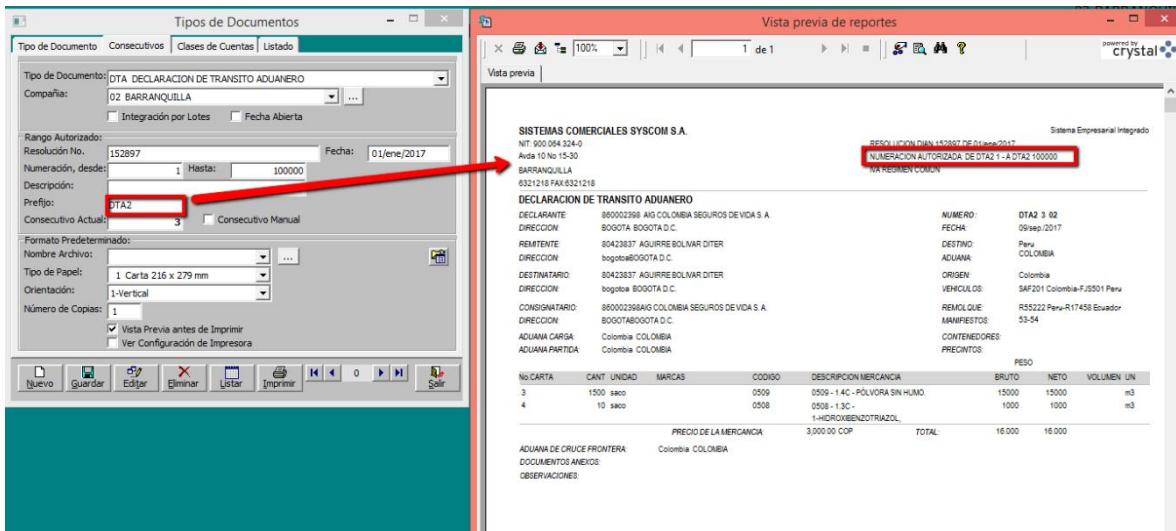 Tipos de Documentos
Tipo de Documento Consecutivos Clases de Cuentas Listado
Tipo de Documento: DTA DECLARACION DE TRANSITO ADUANERO
Compañia: 02 BARRANQUILLA ...
Integración por Lotes Fecha Abierta
Rango Autorizado:
Resolución No. 152897 Fecha: 01/ene/2017
Numeración, desde: 1 Hasta: 100000
Descripción:
Prefijo: DTA2
Consecutivo Actual: 3 Consecutivo Manual
Formato Predeterminado:
Nombre Archivo: ...
Tipo de Papel: 1 Carta 216 x 279 mm
Orientación: 1-Vertical
Número de Copias: 1
Vista Previa antes de Imprimir
Ver Configuración de Impresora
Nuevo Guardar Editar Eliminar Listar Imprimir 0 Salir
Vista previa de reportes
100% 1 de 1
powered by crystal
Vista previa
SISTEMAS COMERCIALES SYSCOM S.A. Sistema Empresarial Integrado
NIT: 900.064.324-0 RESOLUCION DIAN 152897 DE 01/ene/2017
Avda 10 No 15-30 NUMERACION AUTORIZADA: DE DTA2 1 - A DTA2 100000
BARRANQUILLA IVA REGIMEN COMUN
6321218 FAX:6321218
DECLARACION DE TRANSITO ADUANERO
DECLARANTE: 860002398 AIG COLOMBIA SEGUROS DE VIDA S. A. NUMERO: DTA2 3 02
DIRECCION: BOGOTA BOGOTA D.C. FECHA: 09/sep./2017
REMITENTE: 80423837 AGUIRRE BOLIVAR DITER DESTINO: Peru
DIRECCION: bogotoaBOGOTA D.C. ADUANA: COLOMBIA
DESTINATARIO: 80423837 AGUIRRE BOLIVAR DITER ORIGEN: Colombia
DIRECCION: bogotoa BOGOTA D.C. VEHICULOS: SAF201 Colombia-FJS501 Peru
CONSIGNATARIO: 860002398AIG COLOMBIA SEGUROS DE VIDA S. A. REMOLQUE: R55222 Peru-R17458 Ecuador
DIRECCION: BOGOTABOGOTA D.C. MANIFIESTOS: 53-54
ADUANA CARGA: Colombia COLOMBIA CONTENEDORES:
ADUANA PARTIDA: Colombia COLOMBIA PRECINTOS:
PESO
No.CARTA CANT UNIDAD MARCAS CODIGO DESCRIPCION MERCANCIA BRUTO NETO VOLUMEN UN
3 1500 saco 0509 0509 - 1.4C - PÓLVORA SIN HUMO. 15000 15000 m3
4 10 saco 0508 0508 - 1.3C - 1000 1000 m3
1-HIDROXIBENZOTRIAZOL,
PRECIO DE LA MERCANCIA: 3,000.00 COP TOTAL: 16.000 16.000
ADUANA DE CRUCE FRONTERA: Colombia COLOMBIA
DOCUMENTOS ANEXOS:
OBSERVACIONES: